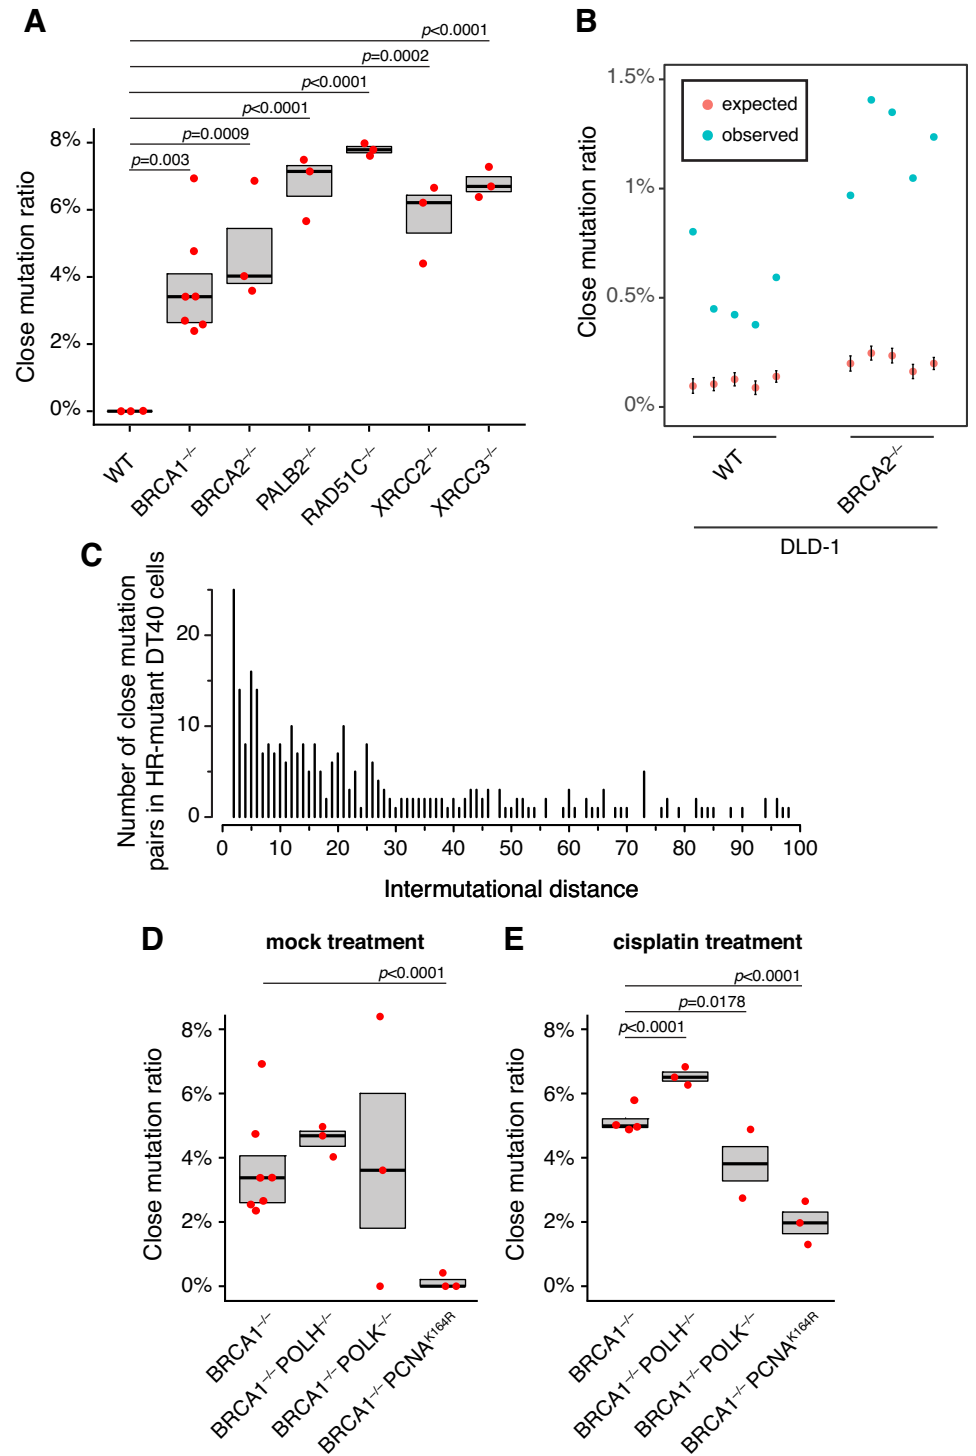 A
p<0.0001
p=0.0002
p<0.0001
p<0.0001
p=0.0009
p=0.003
Close mutation ratio
8%
6%
4%
2%
0%
WT
BRCA1−/−
BRCA2−/−
PALB2−/−
RAD51C−/−
XRCC2−/−
XRCC3−/−
B
Close mutation ratio
1.5%
1%
0.5%
0%
expected
observed
WT
BRCA2−/−
DLD-1
C
Number of close mutation
pairs in HR-mutant DT40 cells
20
10
0
0 10 20 30 40 50 60 70 80 90 100
Intermutational distance
D
mock treatment
p<0.0001
Close mutation ratio
8%
6%
4%
2%
0%
BRCA1−/−
BRCA1−/− POLH−/−
BRCA1−/− POLK−/−
BRCA1−/− PCNAK164R
E
cisplatin treatment
p<0.0001
p=0.0178
p<0.0001
Close mutation ratio
8%
6%
4%
2%
0%
BRCA1−/−
BRCA1−/− POLH−/−
BRCA1−/− POLK−/−
BRCA1−/− PCNAK164R